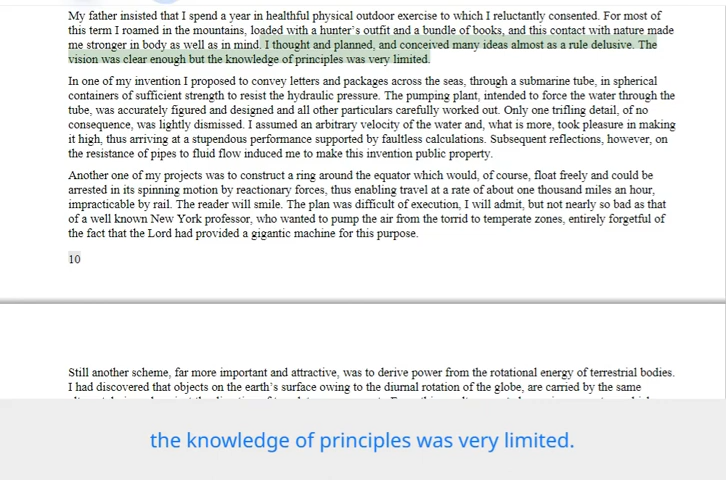 My father insisted that I spend a year in healthful physical outdoor exercise to which I reluctantly consented. For most of
this term I roamed in the mountains, loaded with a hunter's outfit and a bundle of books, and this contact with nature made
me stronger in body as well as in mind. I thought and planned, and conceived many ideas almost as a rule delusive. The
vision was clear enough but the knowledge of principles was very limited.
In one of my invention I proposed to convey letters and packages across the seas, through a submarine tube, in spherical
containers of sufficient strength to resist the hydraulic pressure. The pumping plant, intended to force the water through the
tube, was accurately figured and designed and all other particulars carefully worked out. Only one trifling detail, of no
consequence, was lightly dismissed. I assumed an arbitrary velocity of the water and, what is more, took pleasure in making
it high, thus arriving at a stupendous performance supported by faultless calculations. Subsequent reflections, however, on
the resistance of pipes to fluid flow induced me to make this invention public property.
Another one of my projects was to construct a ring around the equator which would, of course, float freely and could be
arrested in its spinning motion by reactionary forces, thus enabling travel at a rate of about one thousand miles an hour,
impracticable by rail. The reader will smile. The plan was difficult of execution, I will admit, but not nearly so bad as that
of a well known New York professor, who wanted to pump the air from the torrid to temperate zones, entirely forgetful of
the fact that the Lord had provided a gigantic machine for this purpose.
10
Still another scheme, far more important and attractive, was to derive power from the rotational energy of terrestrial bodies.
I had discovered that objects on the earth's surface owing to the diurnal rotation of the globe, are carried by the same
the knowledge of principles was very limited.